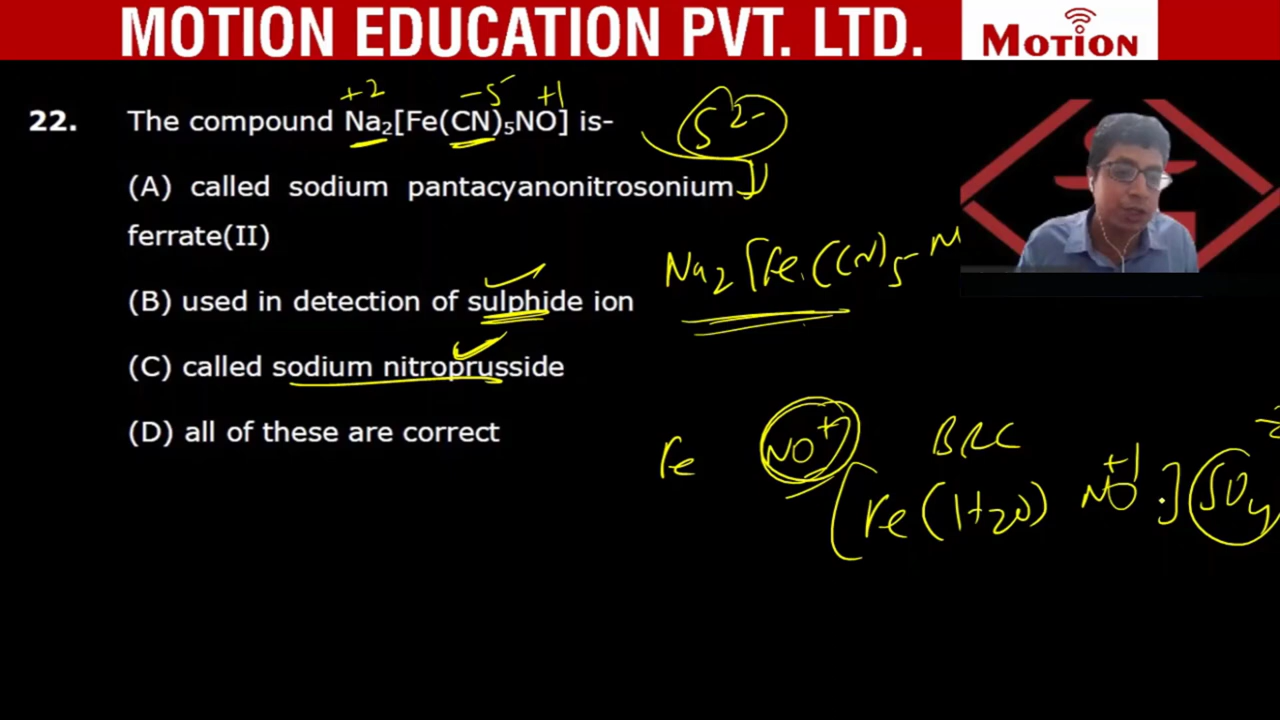 MOTION EDUCATION PVT. LTD.
MOTION
+2 -5 +1
22. The compound Na₂[Fe(CN)₅NO] is-
S²⁻
(A) called sodium pantacyanonitrosonium
ferrate(II)
Na₂[Fe(CN)₅
(B) used in detection of sulphide ion
(C) called sodium nitroprusside
(D) all of these are correct
Fe NO⁺ BRC
+1
[Fe(H₂O) NO] SO₄